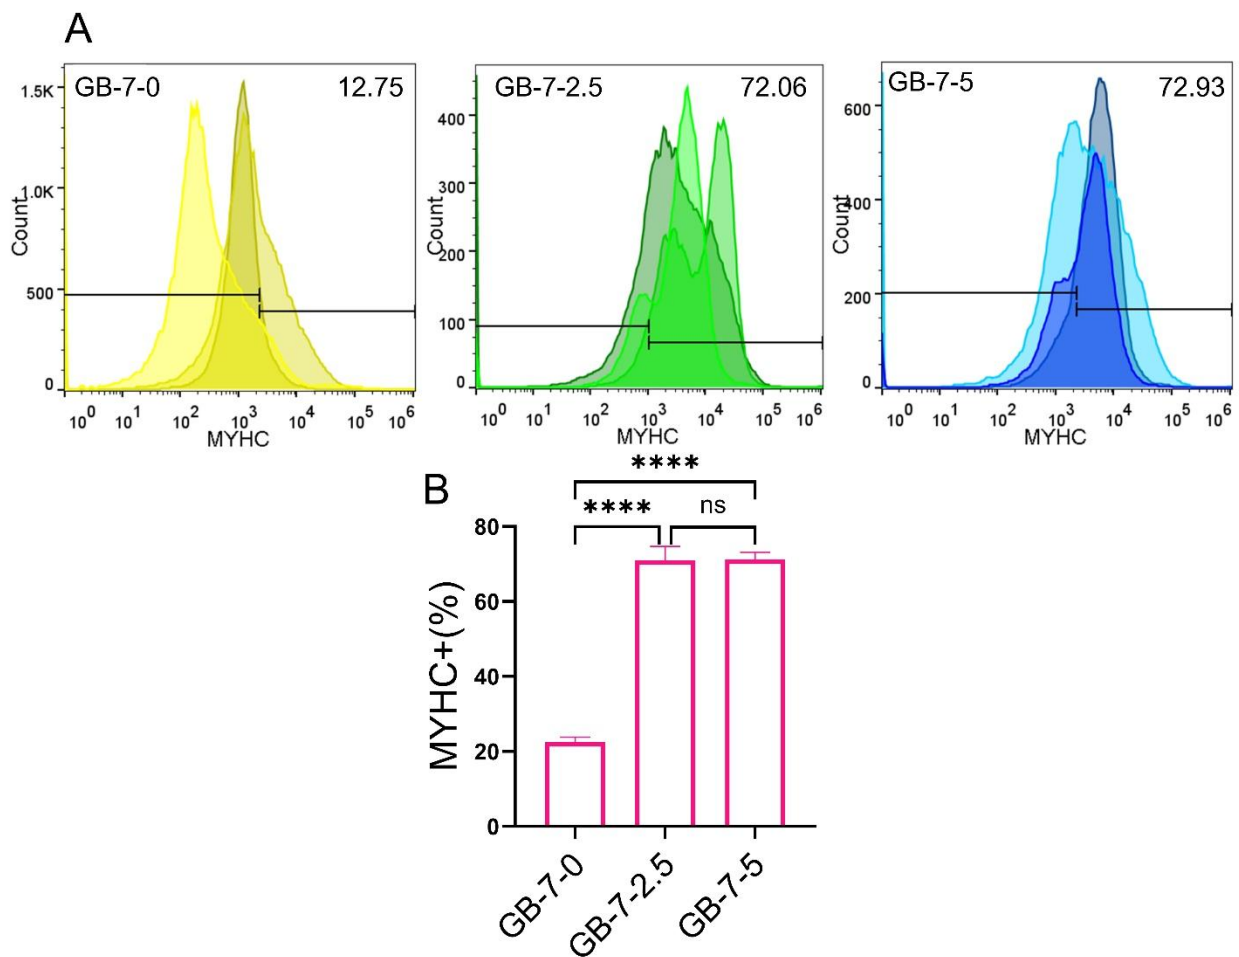 A
GB-7-0 12.75
1.5K
1.0K
500
0
Count
10^0 10^1 10^2 10^3 10^4 10^5 10^6
MYHC
GB-7-2.5 72.06
400
300
200
100
0
Count
10^0 10^1 10^2 10^3 10^4 10^5 10^6
MYHC
GB-7-5 72.93
600
400
200
0
Count
10^0 10^1 10^2 10^3 10^4 10^5 10^6
MYHC
B
****
**** ns
80
60
40
20
0
MYHC+(%)
GB-7-0
GB-7-2.5
GB-7-5